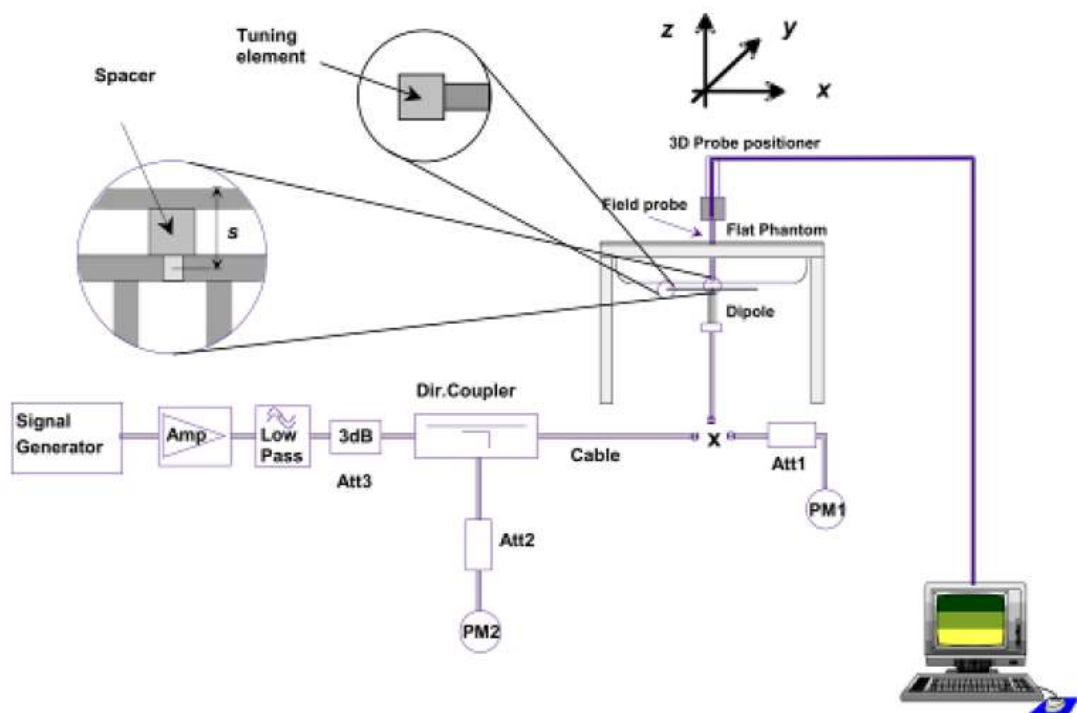 Tuning
element
Spacer
s
z
y
x
3D Probe positioner
Field probe
Flat Phantom
Dipole
Dir.Coupler
Signal
Generator
Amp
Low
Pass
3dB
Att3
Cable
x
Att1
PM1
Att2
PM2